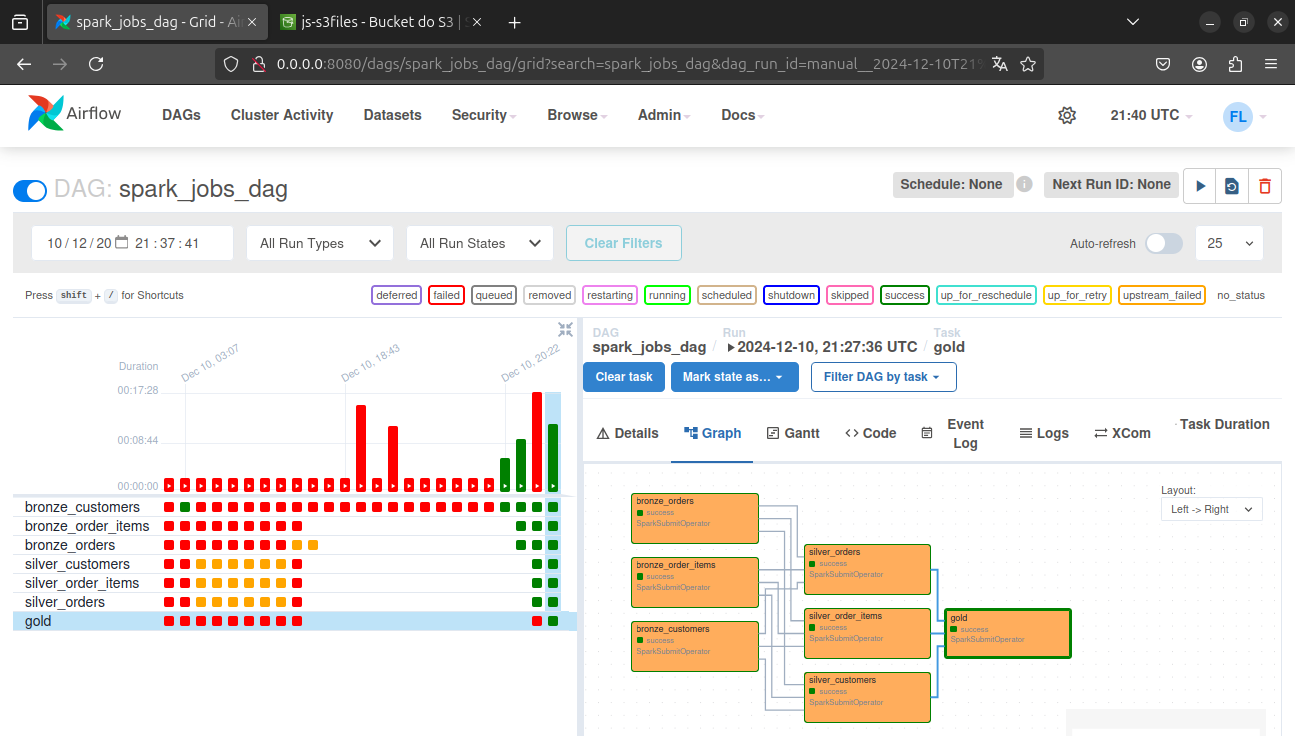 spark_jobs_dag - Grid - Ai
js-s3files - Bucket do S3 | S
0.0.0.0:8080/dags/spark_jobs_dag/grid?search=spark_jobs_dag&dag_run_id=manual__2024-12-10T21%
Airflow DAGs Cluster Activity Datasets Security Browse Admin Docs 21:40 UTC FL
DAG: spark_jobs_dag Schedule: None Next Run ID: None
10/12/20 21:37:41 All Run Types All Run States Clear Filters Auto-refresh 25
Press shift + / for Shortcuts deferred failed queued removed restarting running scheduled shutdown skipped success up_for_reschedule up_for_retry upstream_failed no_status
Duration
Dec 10, 03:07
Dec 10, 18:43
Dec 10, 20:22
00:17:28
00:08:44
00:00:00
bronze_customers
bronze_order_items
bronze_orders
silver_customers
silver_order_items
silver_orders
gold
DAG Run Task
spark_jobs_dag / 2024-12-10, 21:27:36 UTC / gold
Clear task Mark state as... Filter DAG by task
Details Graph Gantt Code Event Log Logs XCom Task Duration
Layout:
Left -> Right
bronze_orders
success
SparkSubmitOperator
bronze_order_items
success
SparkSubmitOperator
bronze_customers
success
SparkSubmitOperator
silver_orders
success
SparkSubmitOperator
silver_order_items
success
SparkSubmitOperator
silver_customers
success
SparkSubmitOperator
gold
success
SparkSubmitOperator